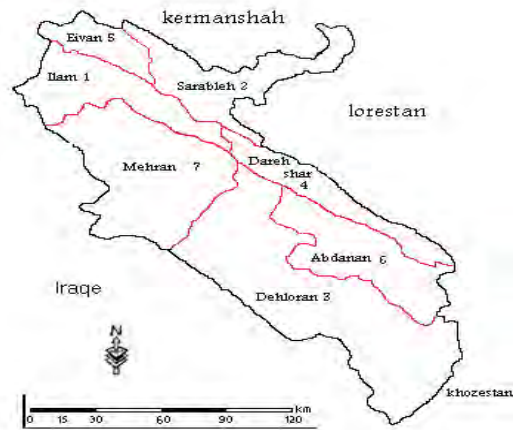 kermanshah
Eivan 5
Ilam 1
Sarableh 2
lorestan
Mehran 7
Dareh
shar
4
Abdanan 6
Iraqe
Dehloran 3
N
khozestan
km
0 15 30 60 90 120